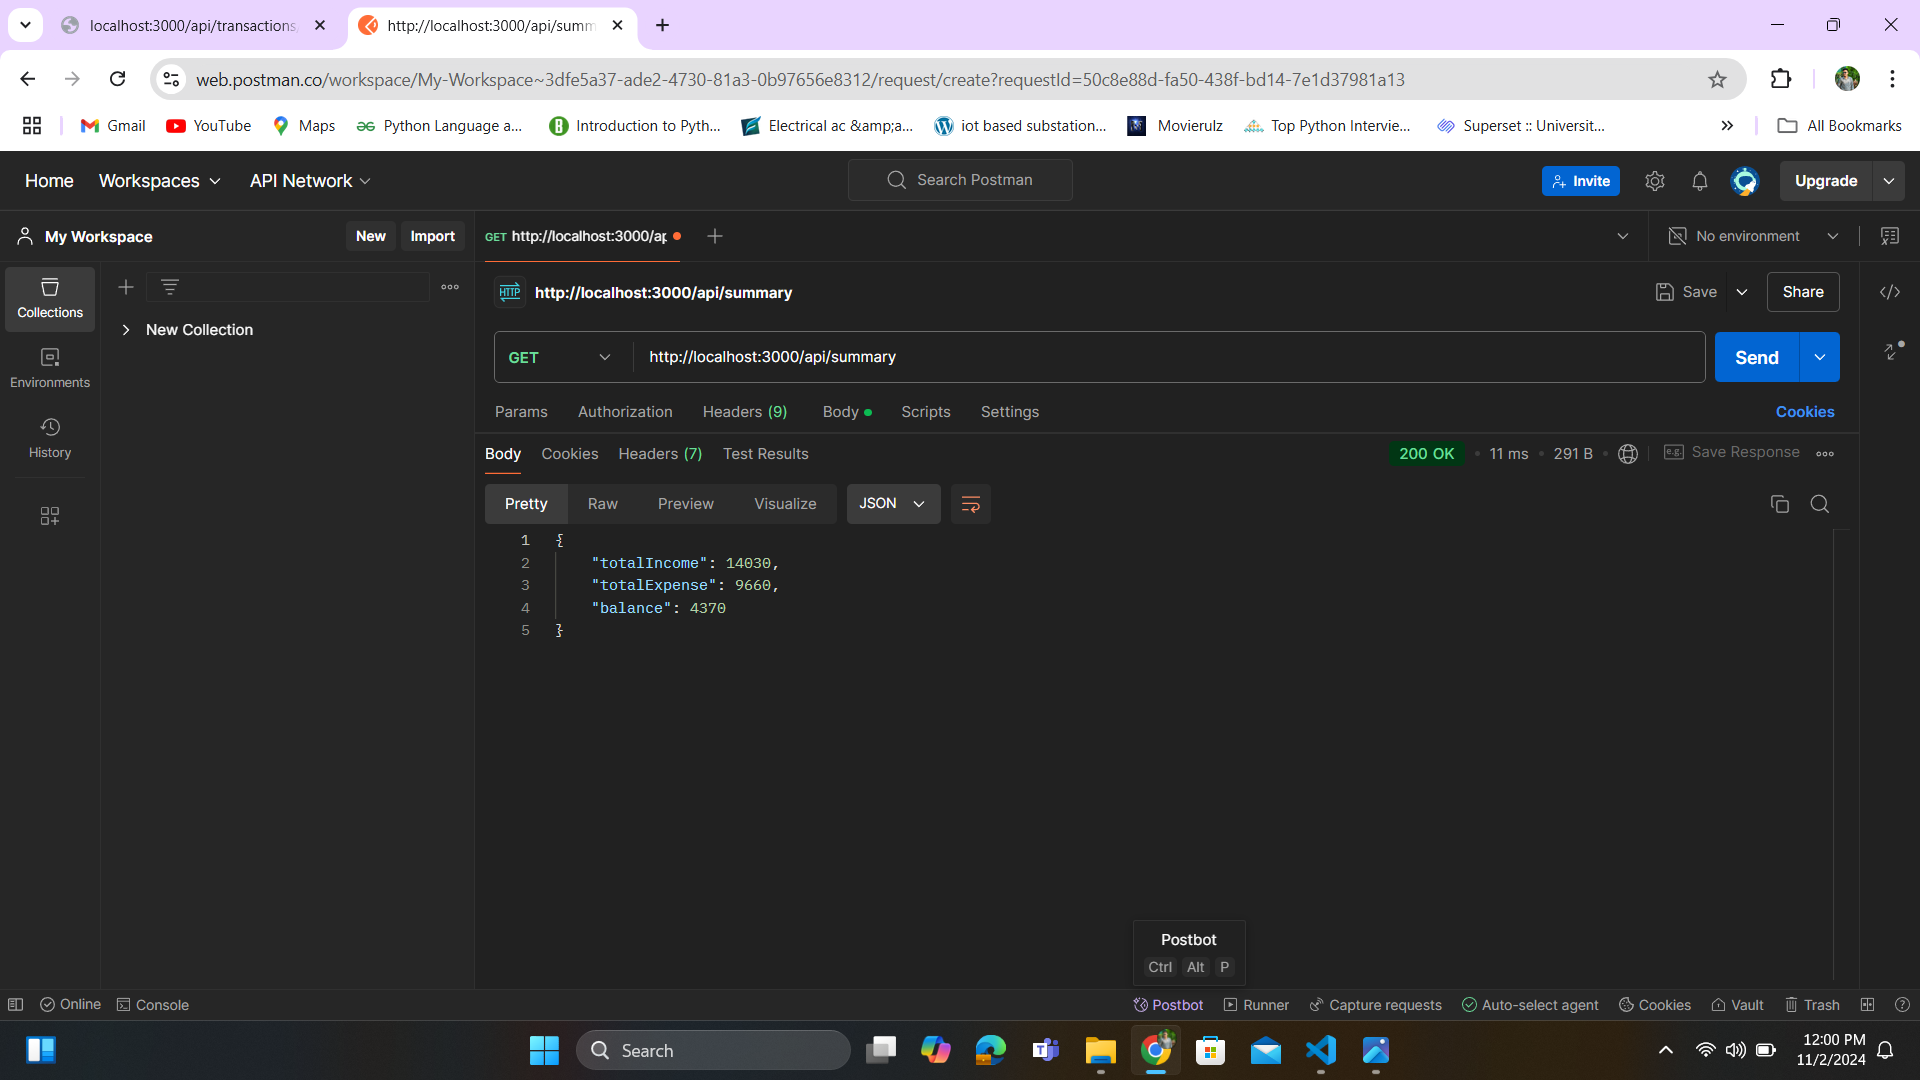 localhost:3000/api/transactions,
http://localhost:3000/api/summ
web.postman.co/workspace/My-Workspace~3dfe5a37-ade2-4730-81a3-0b97656e8312/request/create?requestId=50c8e88d-fa50-438f-bd14-7e1d37981a13
Gmail YouTube Maps Python Language a... Introduction to Pyth... Electrical ac &amp;a... iot based substation... Movierulz Top Python Intervie... Superset :: Universit... All Bookmarks
Home Workspaces API Network Search Postman Invite Upgrade
My Workspace New Import GET http://localhost:3000/ap No environment
Collections
HTTP http://localhost:3000/api/summary Save Share
New Collection
GET http://localhost:3000/api/summary Send
Environments
Params Authorization Headers (9) Body Scripts Settings Cookies
History
Body Cookies Headers (7) Test Results 200 OK 11 ms 291 B e.g. Save Response
Pretty Raw Preview Visualize JSON
1 {
2 "totalIncome": 14030,
3 "totalExpense": 9660,
4 "balance": 4370
5 }
Postbot
Ctrl Alt P
Online Console Postbot Runner Capture requests Auto-select agent Cookies Vault Trash
Search
12:00 PM
11/2/2024